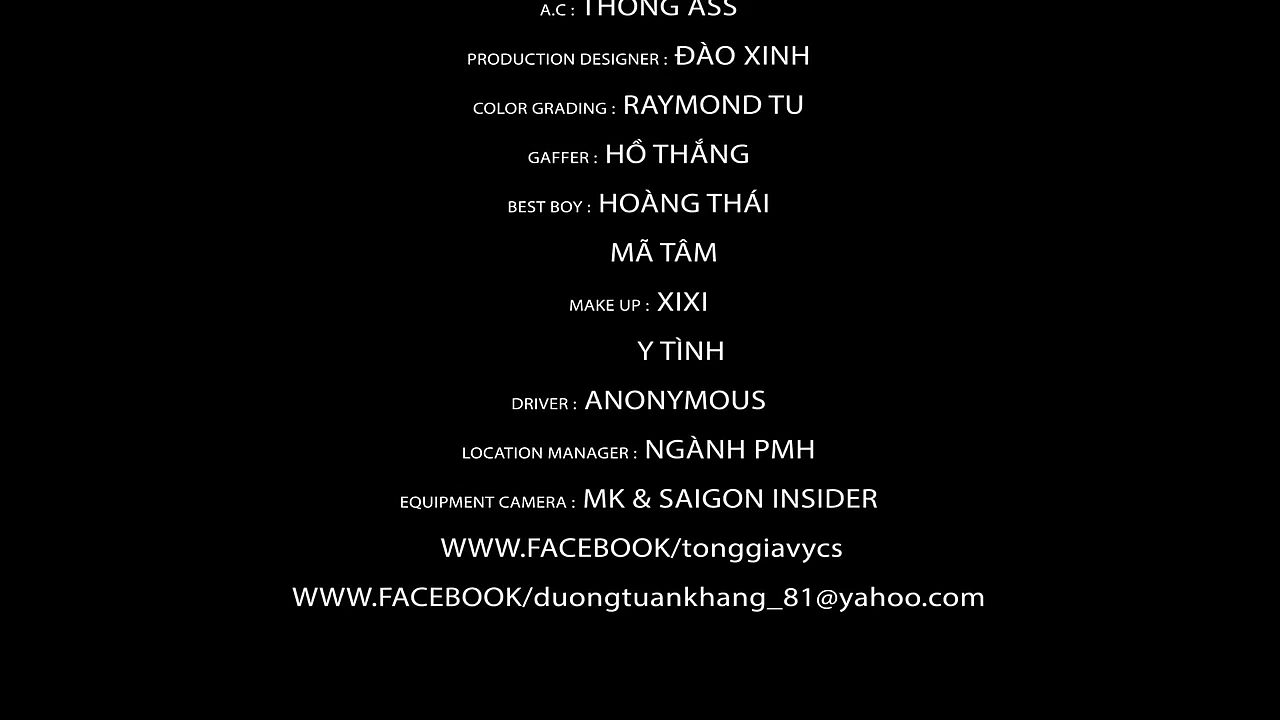 A.C : THÔNG ASS
PRODUCTION DESIGNER : ĐÀO XINH
COLOR GRADING : RAYMOND TU
GAFFER : HỒ THẮNG
BEST BOY : HOÀNG THÁI
MÃ TÂM
MAKE UP : XIXI
Y TÌNH
DRIVER : ANONYMOUS
LOCATION MANAGER : NGÀNH PMH
EQUIPMENT CAMERA : MK & SAIGON INSIDER
WWW.FACEBOOK/tonggiavycs
WWW.FACEBOOK/duongtuankhang_81@yahoo.com